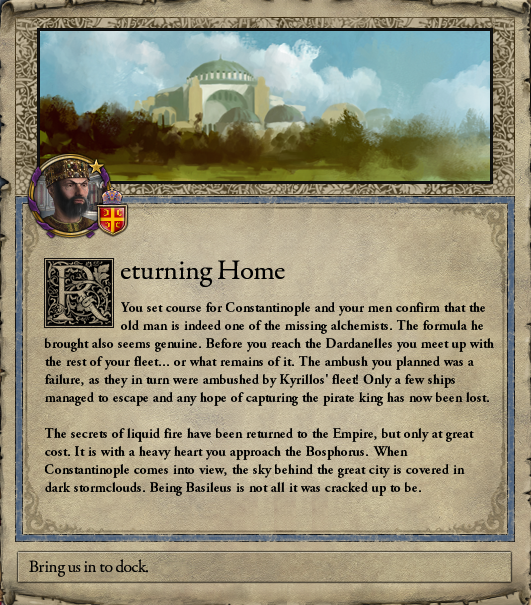 Returning Home
You set course for Constantinople and your men confirm that the
old man is indeed one of the missing alchemists. The formula he
brought also seems genuine. Before you reach the Dardanelles you meet up with
the rest of your fleet... or what remains of it. The ambush you planned was a
failure, as they in turn were ambushed by Kyrillos' fleet! Only a few ships
managed to escape and any hope of capturing the pirate king has now been lost.
The secrets of liquid fire have been returned to the Empire, but only at great
cost. It is with a heavy heart you approach the Bosphorus. When
Constantinople comes into view, the sky behind the great city is covered in
dark stormclouds. Being Basileus is not all it was cracked up to be.
Bring us in to dock.